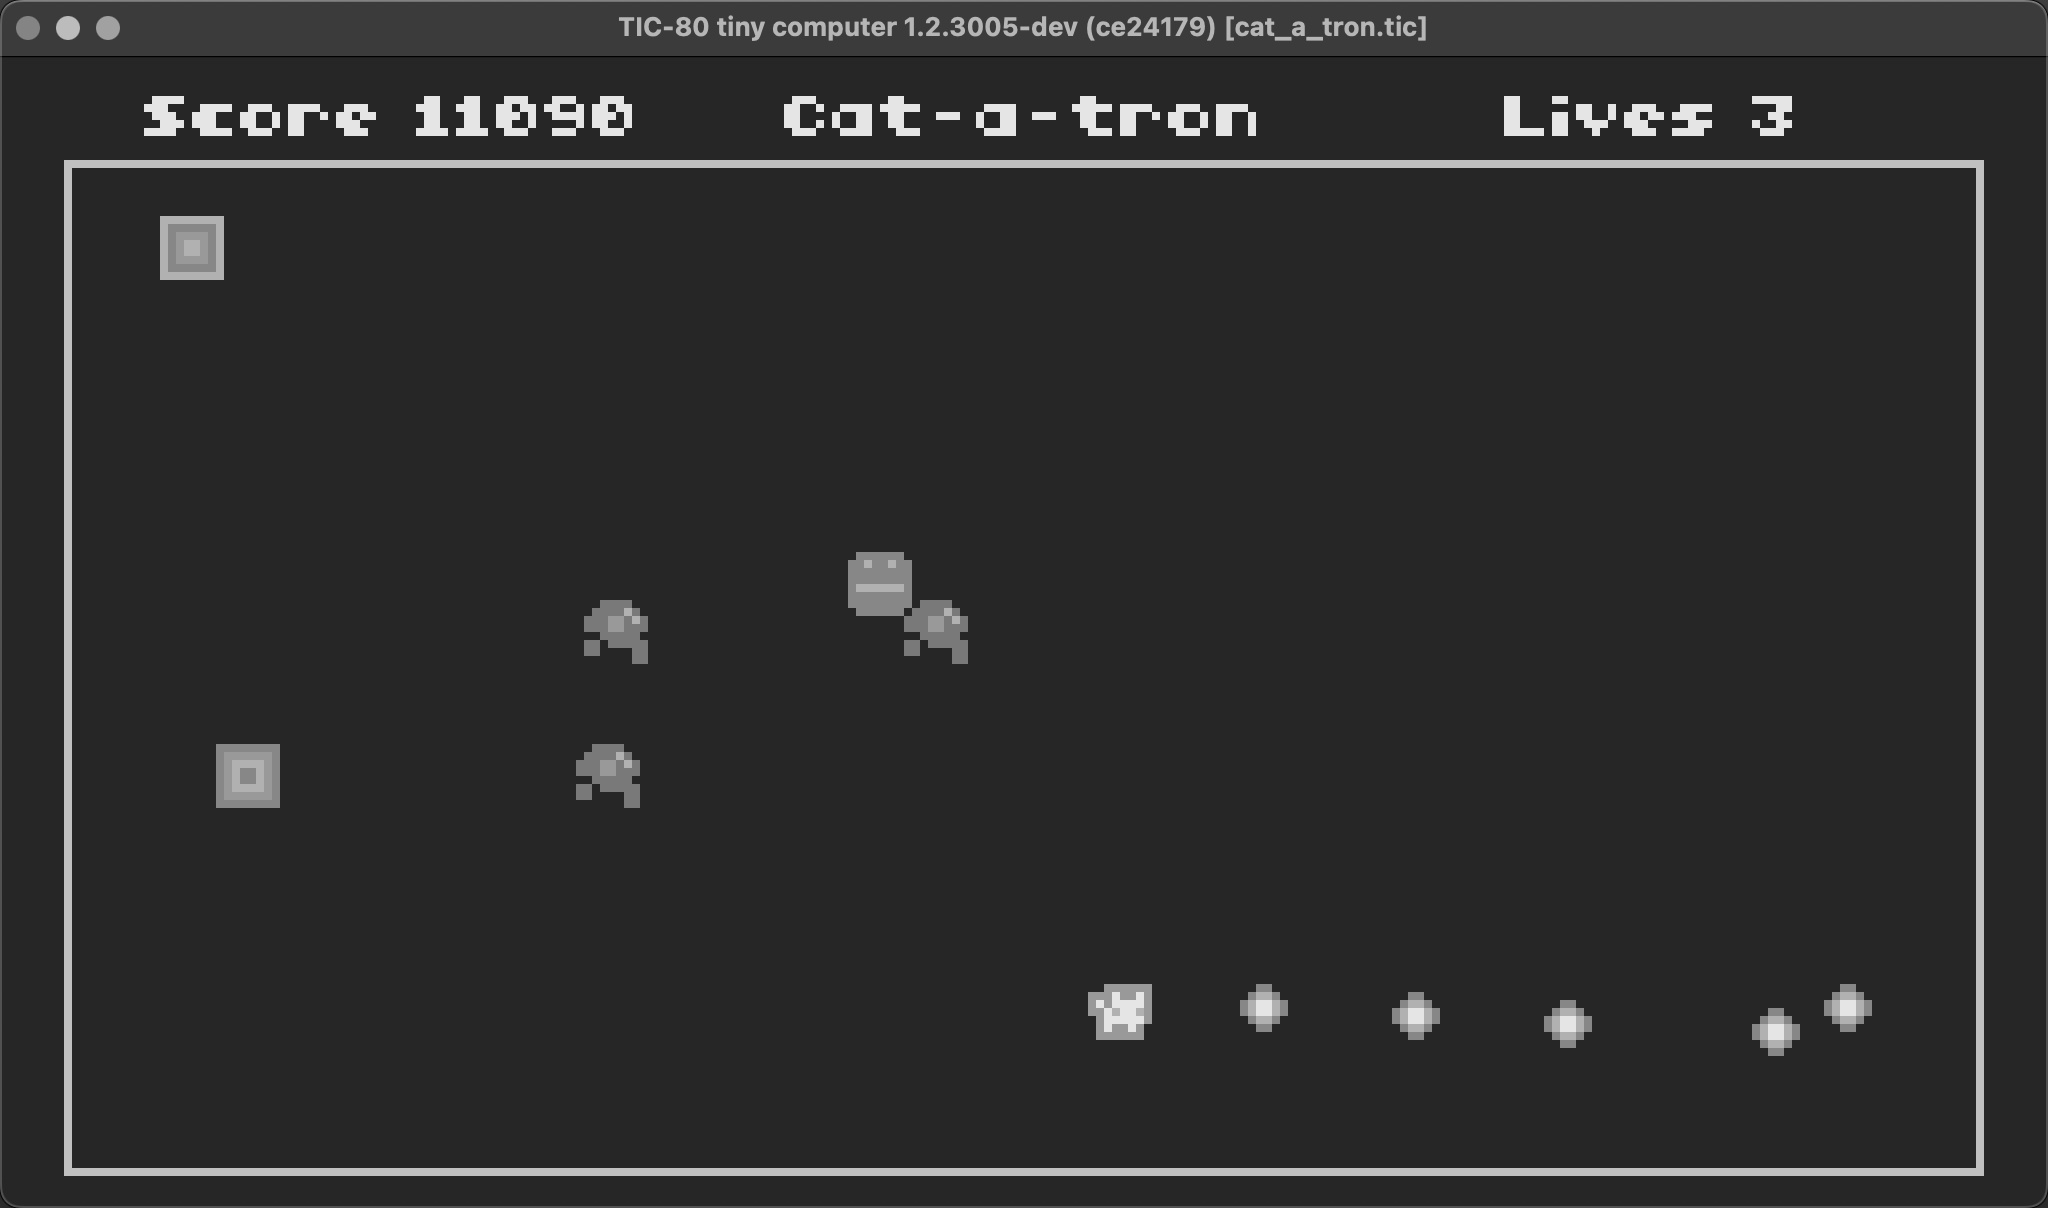 TIC-80 tiny computer 1.2.3005-dev (ce24179) [cat_a_tron.tic]
Score 11090 Cat-a-tron Lives 3